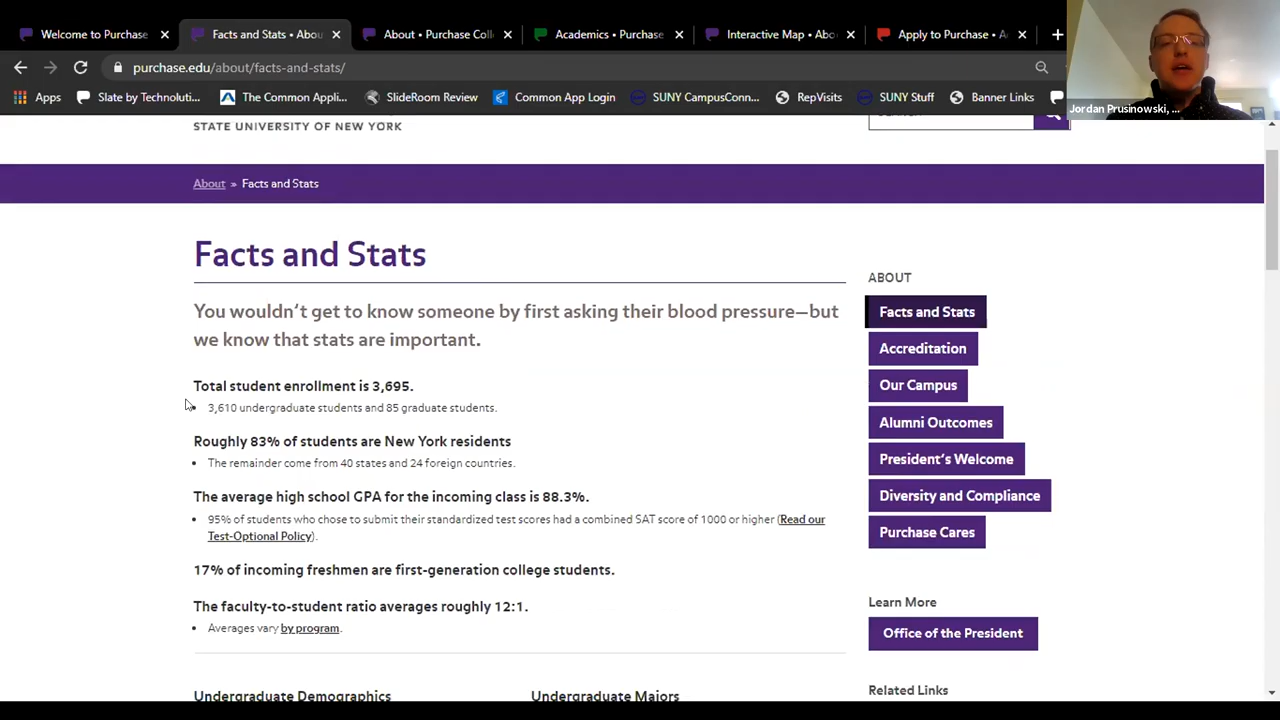 Welcome to Purchase
Facts and Stats • Abou
About • Purchase Coll
Academics • Purchase
Interactive Map • Abo
Apply to Purchase • A
purchase.edu/about/facts-and-stats/
Apps
Slate by Technoluti...
The Common Appli...
SlideRoom Review
Common App Login
SUNY CampusConn...
RepVisits
SUNY Stuff
Banner Links
Jordan Prusinowski, ...
STATE UNIVERSITY OF NEW YORK
About » Facts and Stats
Facts and Stats
You wouldn't get to know someone by first asking their blood pressure—but
we know that stats are important.
Total student enrollment is 3,695.
• 3,610 undergraduate students and 85 graduate students.
Roughly 83% of students are New York residents
• The remainder come from 40 states and 24 foreign countries.
The average high school GPA for the incoming class is 88.3%.
• 95% of students who chose to submit their standardized test scores had a combined SAT score of 1000 or higher (Read our
Test-Optional Policy).
17% of incoming freshmen are first-generation college students.
The faculty-to-student ratio averages roughly 12:1.
• Averages vary by program.
Undergraduate Demographics
Undergraduate Majors
ABOUT
Facts and Stats
Accreditation
Our Campus
Alumni Outcomes
President's Welcome
Diversity and Compliance
Purchase Cares
Learn More
Office of the President
Related Links